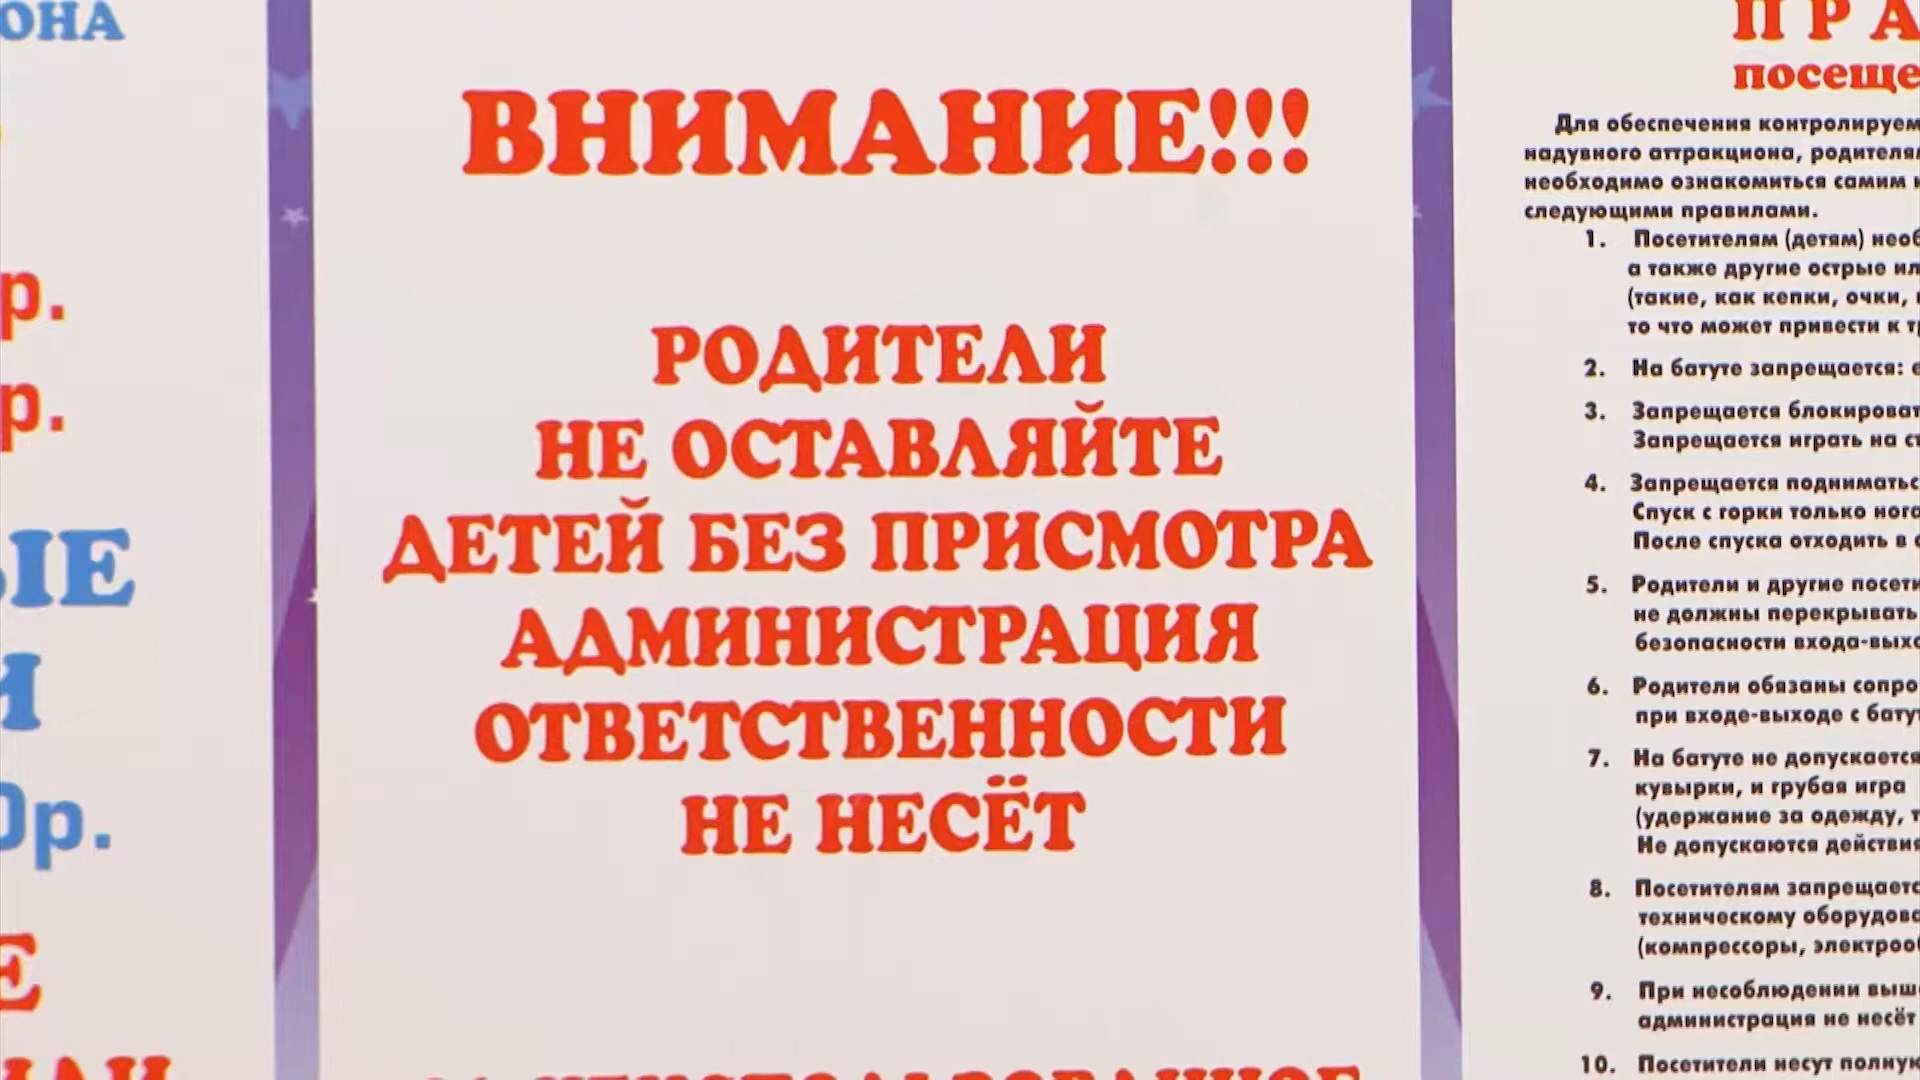 ВНИМАНИЕ!!!
РОДИТЕЛИ
НЕ ОСТАВЛЯЙТЕ
ДЕТЕЙ БЕЗ ПРИСМОТРА
АДМИНИСТРАЦИЯ
ОТВЕТСТВЕННОСТИ
НЕ НЕСЁТ
р.
р.
0р.
Для обеспечения
надувного аттракциона,
необходимо ознакомиться самим
следующими правилами.
1. Посетителям (детям)
а также другие острые
(такие, как кепки, очки,
то что может привести к
2. На батуте запрещается:
3. Запрещается
Запрещается играть на
4. Запрещается
Спуск с горки только
После спуска отходить в
5. Родители и другие
не должны перекрывать
безопасности
6. Родители обязаны
при входе-выходе с
7. На батуте не допускается
кувырки, и грубая игра
(удержание за одежду,
Не допускаются действия
8. Посетителям
техническому
(компрессоры,
9. При несоблюдении
администрация не несёт
10. Посетители несут